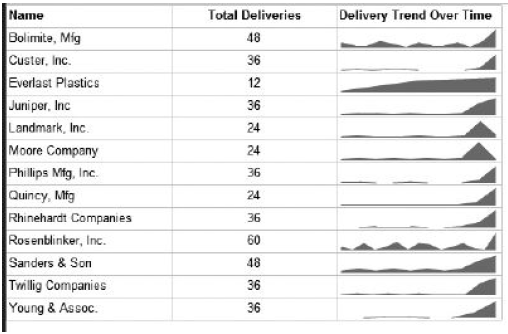 Name Total Deliveries Delivery Trend Over Time
Bolimite, Mfg 48
Custer, Inc. 36
Everlast Plastics 12
Juniper, Inc 36
Landmark, Inc. 24
Moore Company 24
Phillips Mfg, Inc. 36
Quincy, Mfg 24
Rhinehardt Companies 36
Rosenblinker, Inc. 60
Sanders & Son 48
Twillig Companies 36
Young & Assoc. 36